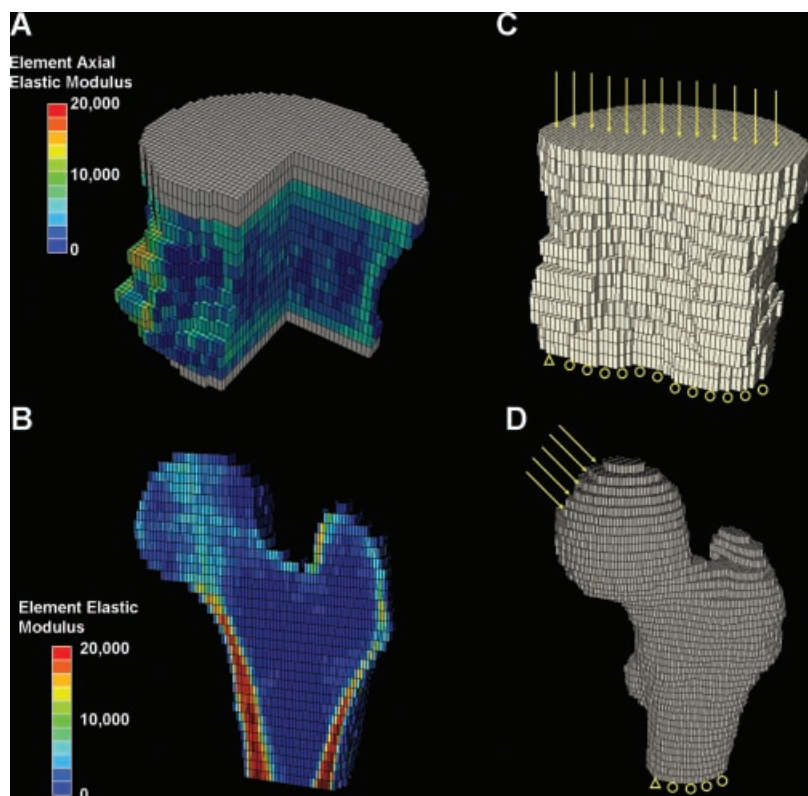 A
Element Axial
Elastic Modulus
20,000
10,000
0
C
B
Element Elastic
Modulus
20,000
10,000
0
D